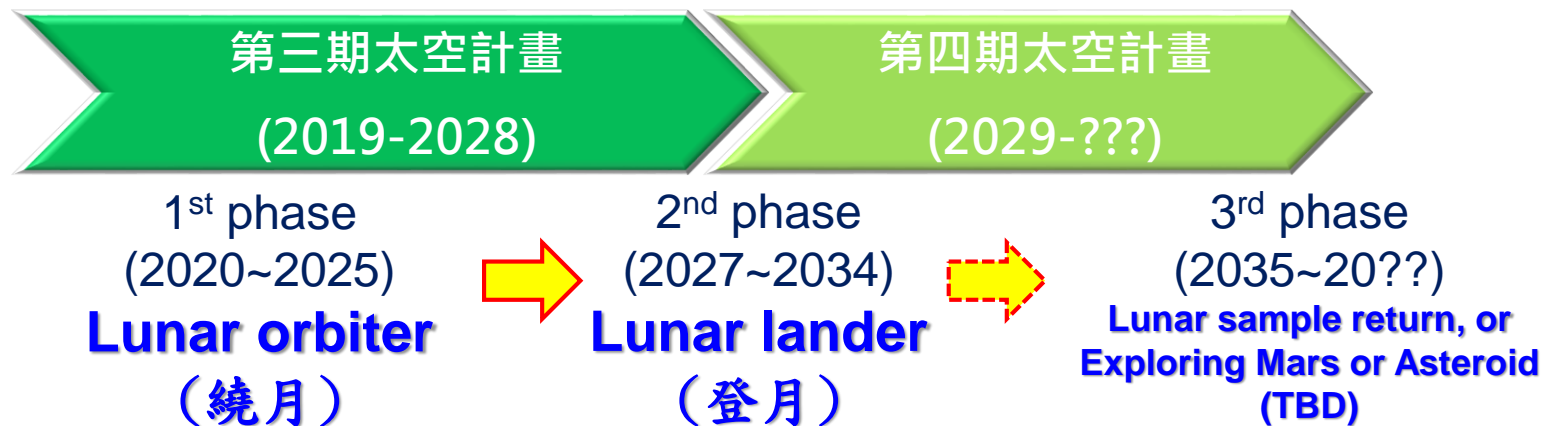 第三期太空計畫
(2019-2028)
第四期太空計畫
(2029-???)
1st phase
(2020~2025)
Lunar orbiter
（繞月）
2nd phase
(2027~2034)
Lunar lander
（登月）
3rd phase
(2035~20??)
Lunar sample return, or
Exploring Mars or Asteroid
(TBD)